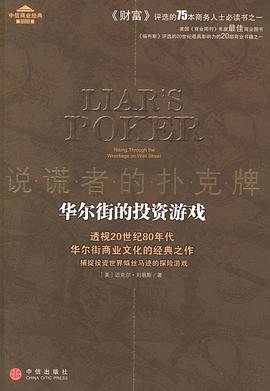 中信商业经典
《财富》评选的75本商务人士必读书之一
美国《商业周刊》年度最佳商业图书
《福布斯》评选的20世纪最具影响力的20部商业书籍之一
LIAR'S
POKER
Rising Through the
Wreckage on Wall Street
说谎者的扑克牌
华尔街的投资游戏
透视20世纪80年代
华尔街商业文化的经典之作
捕捉投资世界蛛丝马迹的探险游戏
[美] 迈克尔·刘易斯/著
中信出版社
CHINA CITIC PRESS